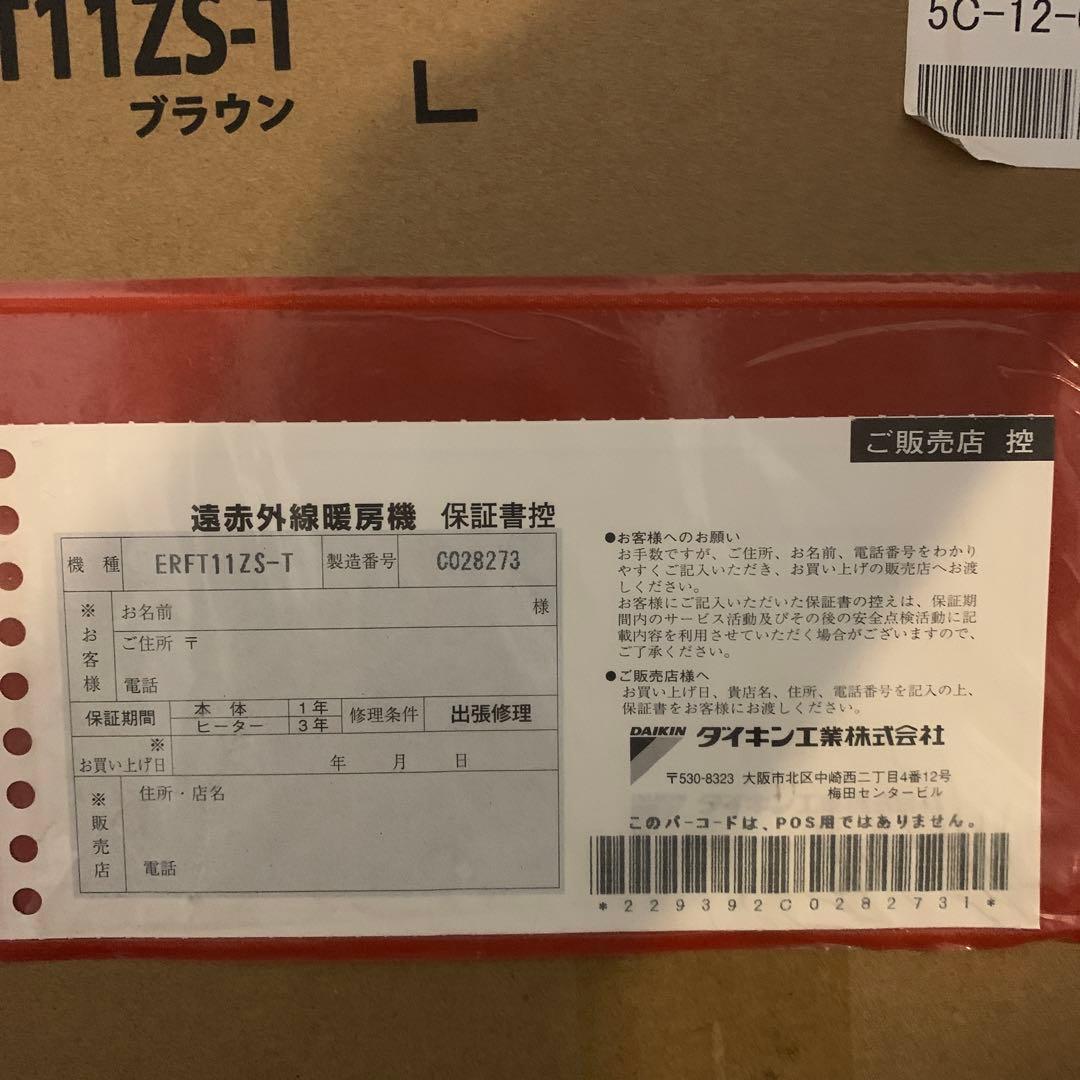 T11ZS-T
ブラウン
L
5C-12-
ご販売店 控
遠赤外線暖房機 保証書控
機種 ERFT11ZS-T 製造番号 C028273
※お客様
お名前 様
ご住所 〒
電話
保証期間 本体 1年
ヒーター 3年
修理条件 出張修理
※
お買い上げ日 年 月 日
※販売店
住所・店名
電話
●お客様へのお願い
お手数ですが、ご住所、お名前、電話番号をわかり
やすくご記入いただき、お買い上げの販売店へお渡
しください。
お客様にご記入いただいた保証書の控えは、保証期
間内のサービス活動及びその後の安全点検活動に記
載内容を利用させていただく場合がございますので、
ご了承ください。
●ご販売店様へ
お買い上げ日、貴店名、住所、電話番号を記入の上、
保証書をお客様にお渡しください。
DAIKIN ダイキン工業株式会社
〒530-8323 大阪市北区中崎西二丁目4番12号
梅田センタービル
このバーコードは、POS用ではありません。
*229392C0282731*